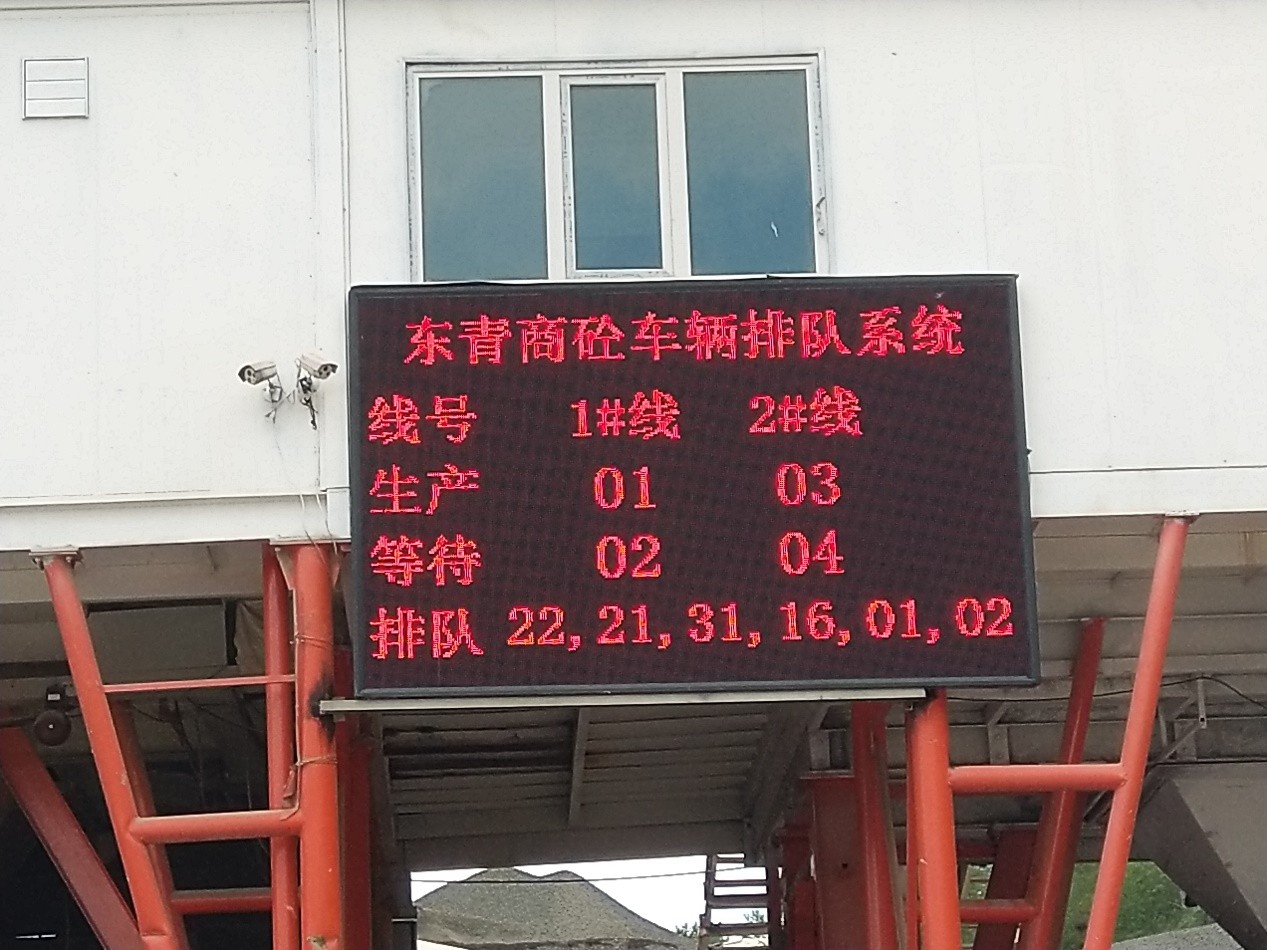 东青商砼车辆排队系统
线号 1#线 2#线
生产 01 03
等待 02 04
排队 22,21,31,16,01,02